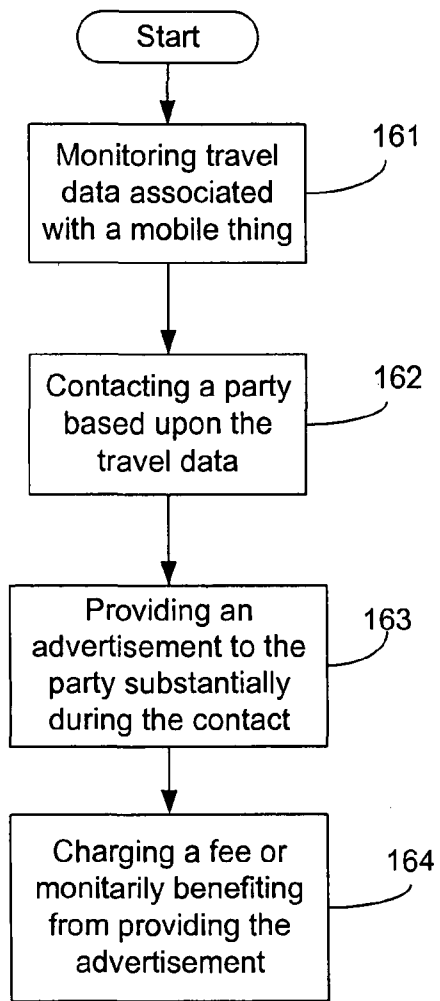 Start
Monitoring travel
data associated
with a mobile thing
161
Contacting a party
based upon the
travel data
162
Providing an
advertisement to the
party substantially
during the contact
163
Charging a fee or
monitarily benefiting
from providing the
advertisement
164